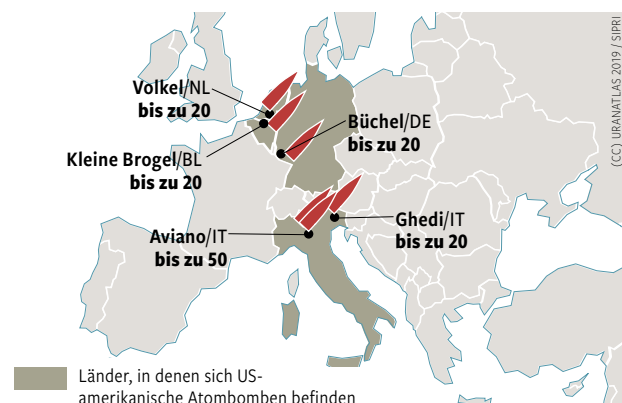 (CC) URANATLAS 2019 / SIPRI
Volkel/NL
bis zu 20
Büchel/DE
bis zu 20
Kleine Brogel/BL
bis zu 20
Aviano/IT
bis zu 50
Ghedi/IT
bis zu 20
Länder, in denen sich US-
amerikanische Atombomben befinden